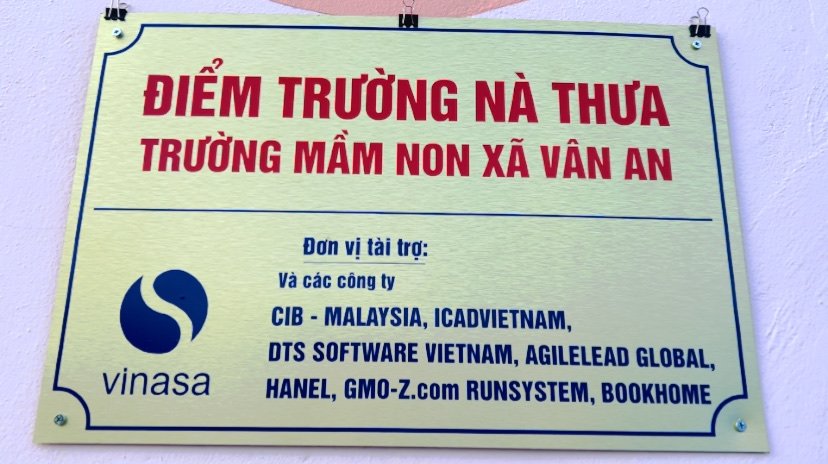 ĐIỂM TRƯỜNG NÀ THƯA
TRƯỜNG MẦM NON XÃ VÂN AN
Đơn vị tài trợ:
Và các công ty
CIB - MALAYSIA, ICADVIETNAM,
DTS SOFTWARE VIETNAM, AGILELEAD GLOBAL,
HANEL, GMO-Z.com RUNSYSTEM, BOOKHOME
vinasa